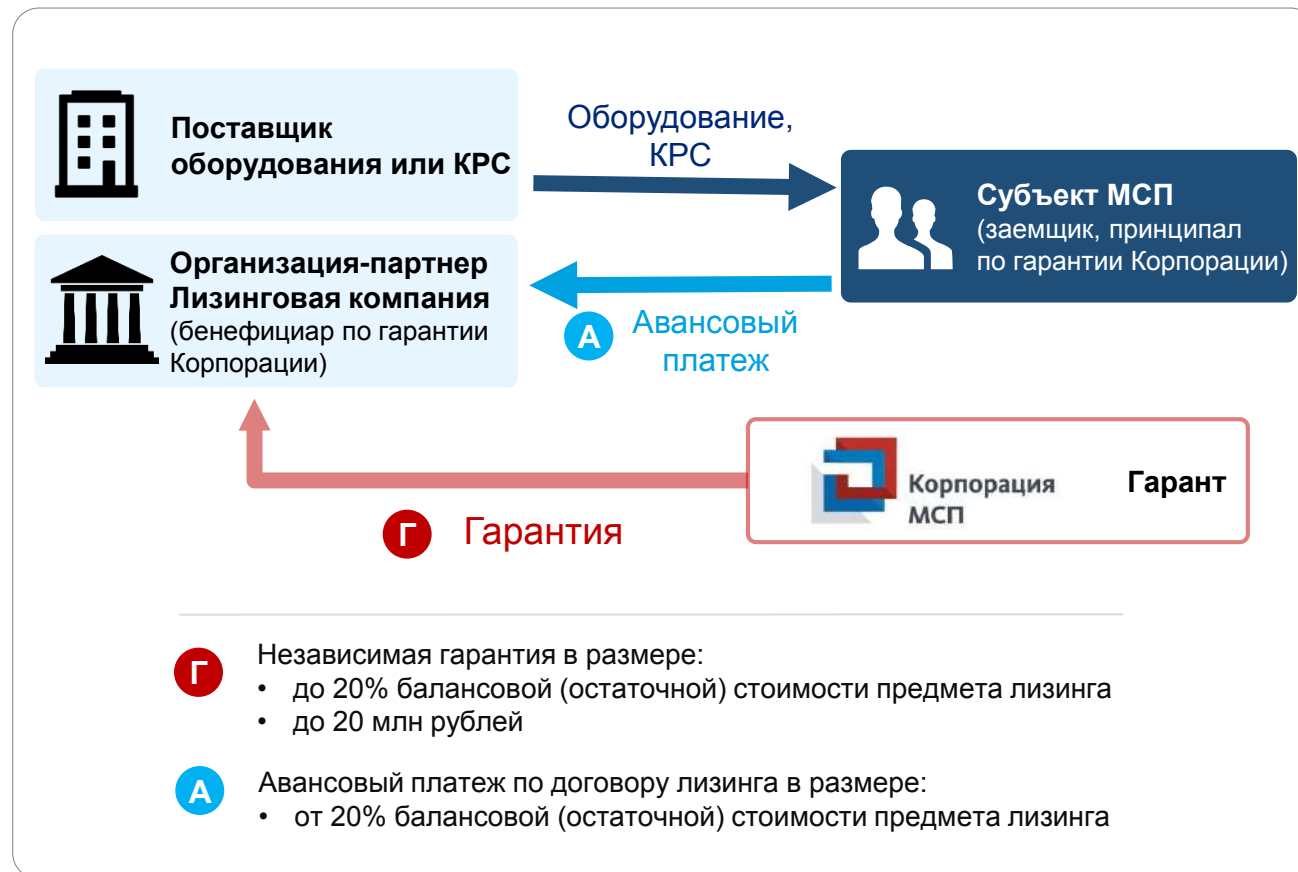 Поставщик
оборудования или КРС
Оборудование,
КРС
Субъект МСП
(заемщик, принципал
по гарантии Корпорации)
Организация-партнер
Лизинговая компания
(бенефициар по гарантии
Корпорации)
А
Авансовый
платеж
Корпорация
МСП
Гарант
Г Гарантия
Г
Независимая гарантия в размере:
• до 20% балансовой (остаточной) стоимости предмета лизинга
• до 20 млн рублей
А
Авансовый платеж по договору лизинга в размере:
• от 20% балансовой (остаточной) стоимости предмета лизинга